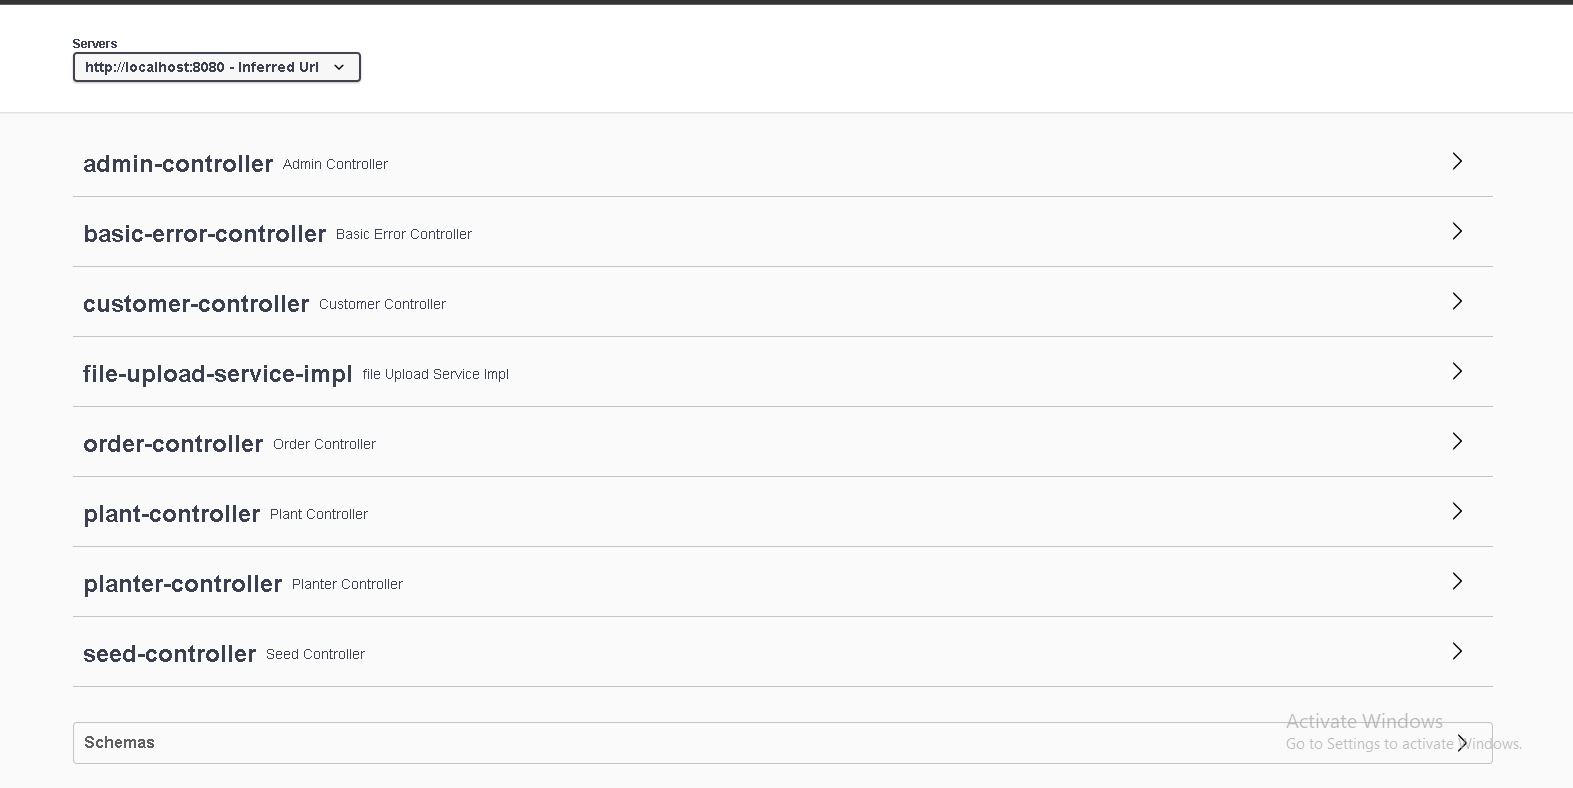 Servers
http://localhost:8080 - Inferred Url
admin-controller Admin Controller
basic-error-controller Basic Error Controller
customer-controller Customer Controller
file-upload-service-impl file Upload Service Impl
order-controller Order Controller
plant-controller Plant Controller
planter-controller Planter Controller
seed-controller Seed Controller
Schemas
Activate Windows
Go to Settings to activate Windows.